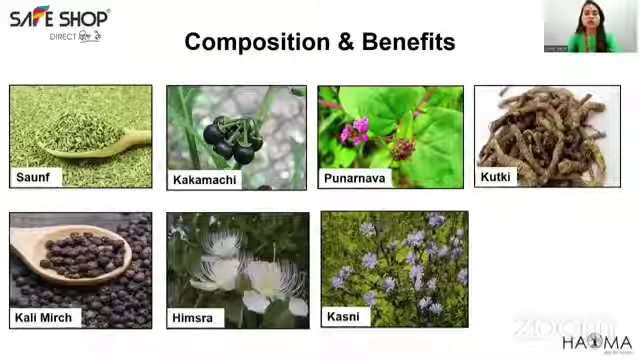 SAFE SHOP
DIRECT दिल से
Composition & Benefits
Saunf
Kakamachi
Punarnava
Kutki
Kali Mirch
Himsra
Kasni
zoom
HAOMA